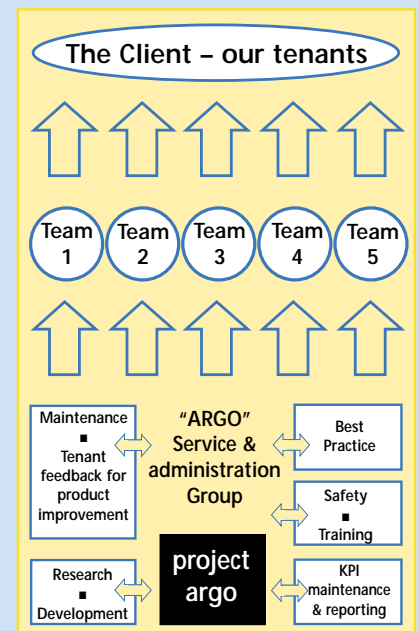 The Client – our tenants
Team
1
Team
2
Team
3
Team
4
Team
5
Maintenance
▪
Tenant
feedback for
product
improvement
"ARGO"
Service &
administration
Group
Best
Practice
Safety
▪
Training
Research
▪
Development
project
argo
KPI
maintenance
& reporting